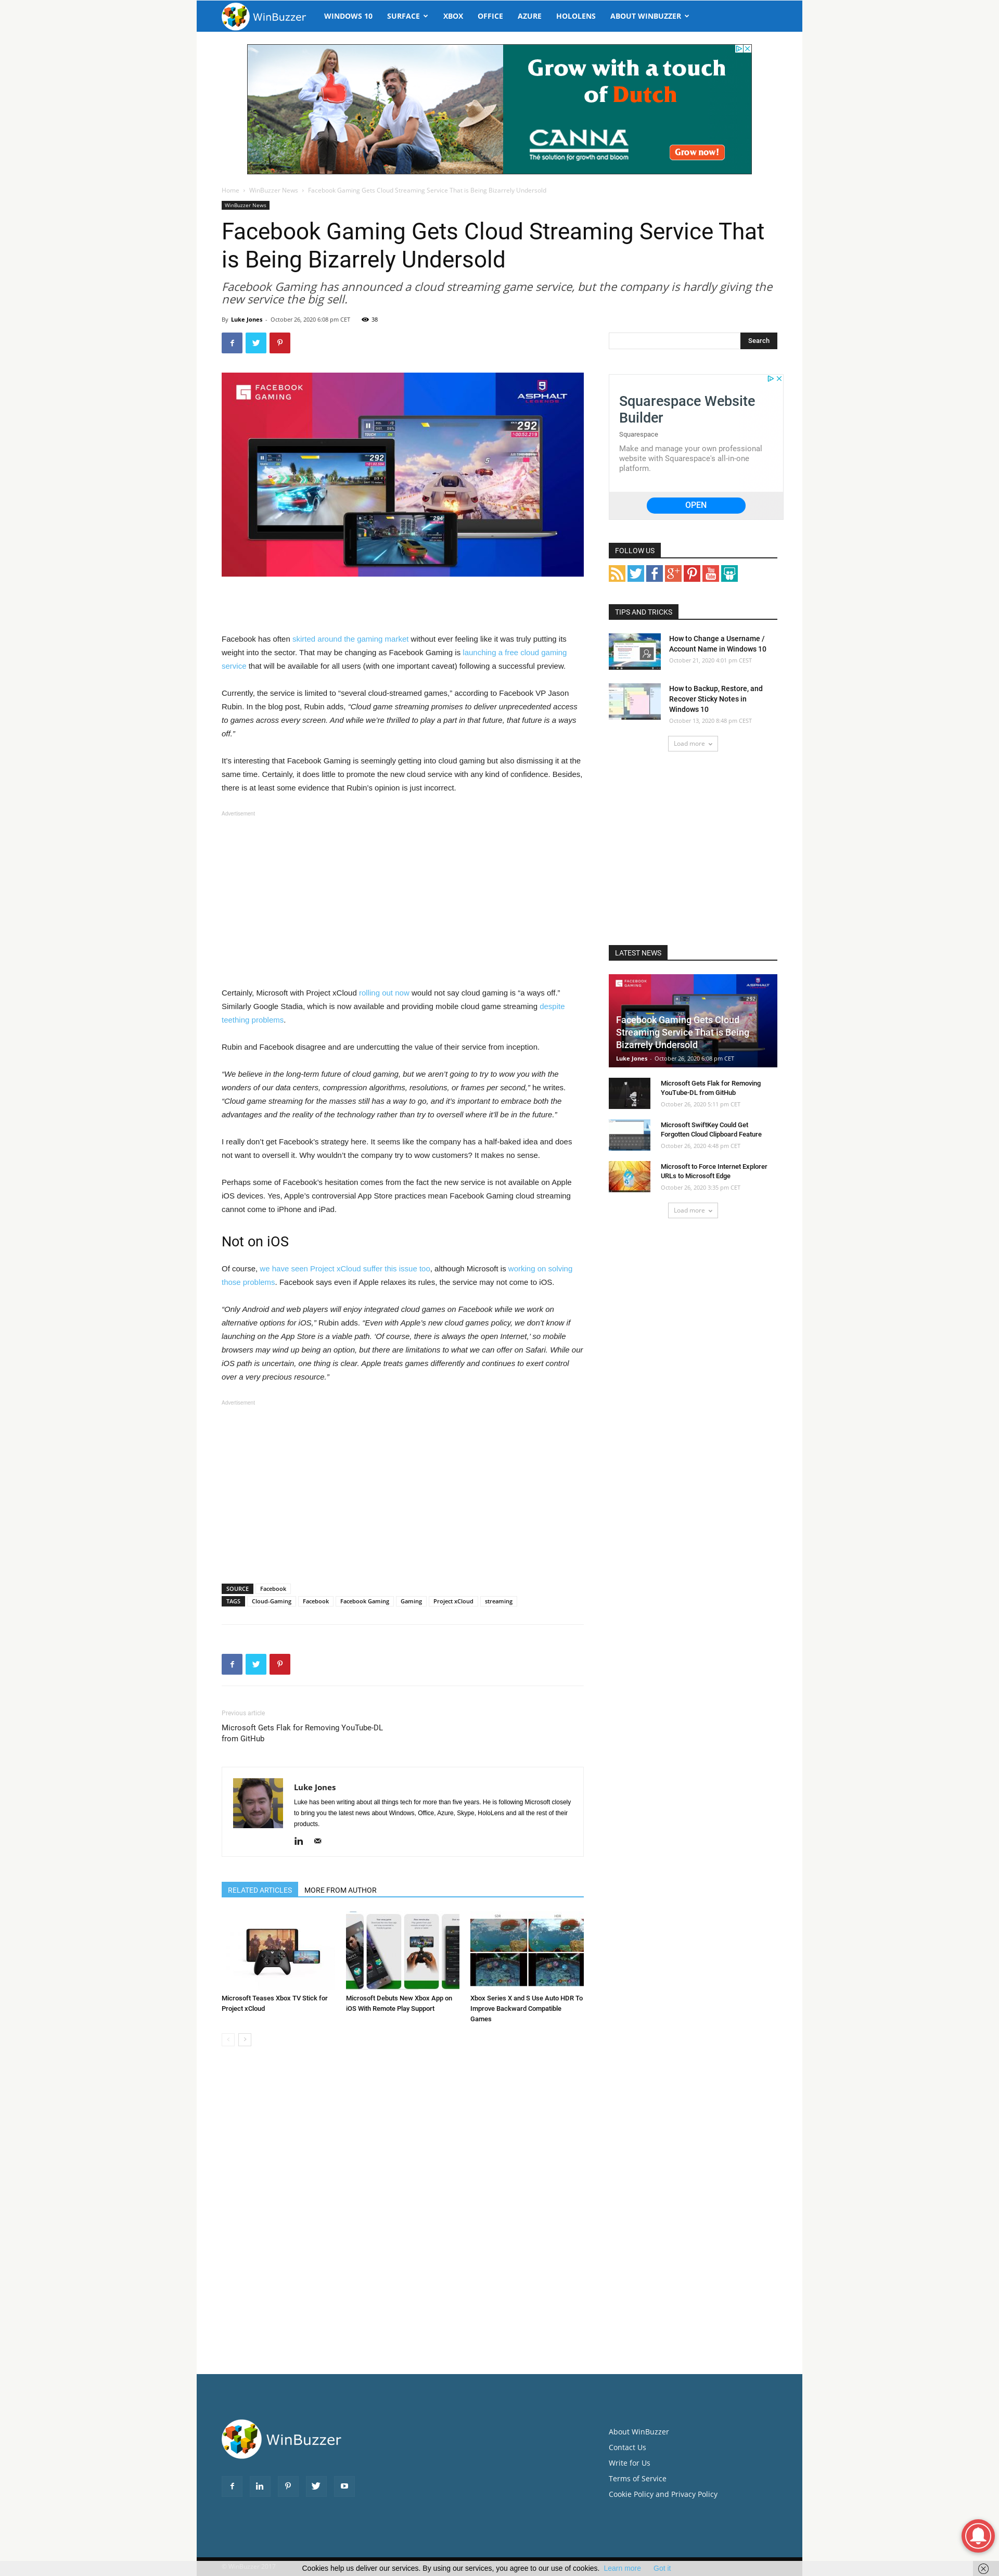 WinBuzzer
WINDOWS 10
SURFACE
XBOX
OFFICE
AZURE
HOLOLENS
ABOUT WINBUZZER
Grow with a touch
of Dutch
CANNA
The solution for growth and bloom
Grow now!
Home › WinBuzzer News › Facebook Gaming Gets Cloud Streaming Service That is Being Bizarrely Undersold
WinBuzzer News
Facebook Gaming Gets Cloud Streaming Service That
is Being Bizarrely Undersold
Facebook Gaming has announced a cloud streaming game service, but the company is hardly giving the
new service the big sell.
By Luke Jones - October 26, 2020 6:08 pm CET 38
Search
FACEBOOK
GAMING
ASPHALT
LEGENDS
292
292
294
Squarespace Website
Builder
Squarespace
Make and manage your own professional
website with Squarespace's all-in-one
platform.
OPEN
FOLLOW US
TIPS AND TRICKS
How to Change a Username /
Account Name in Windows 10
October 21, 2020 4:01 pm CEST
How to Backup, Restore, and
Recover Sticky Notes in
Windows 10
October 13, 2020 8:48 pm CEST
Load more
Facebook has often skirted around the gaming market without ever feeling like it was truly putting its
weight into the sector. That may be changing as Facebook Gaming is launching a free cloud gaming
service that will be available for all users (with one important caveat) following a successful preview.
Currently, the service is limited to “several cloud-streamed games,” according to Facebook VP Jason
Rubin. In the blog post, Rubin adds, “Cloud game streaming promises to deliver unprecedented access
to games across every screen. And while we’re thrilled to play a part in that future, that future is a ways
off.”
It’s interesting that Facebook Gaming is seemingly getting into cloud gaming but also dismissing it at the
same time. Certainly, it does little to promote the new cloud service with any kind of confidence. Besides,
there is at least some evidence that Rubin’s opinion is just incorrect.
Advertisement
Certainly, Microsoft with Project xCloud rolling out now would not say cloud gaming is “a ways off.”
Similarly Google Stadia, which is now available and providing mobile cloud game streaming despite
teething problems.
Rubin and Facebook disagree and are undercutting the value of their service from inception.
“We believe in the long-term future of cloud gaming, but we aren’t going to try to wow you with the
wonders of our data centers, compression algorithms, resolutions, or frames per second,” he writes.
“Cloud game streaming for the masses still has a way to go, and it’s important to embrace both the
advantages and the reality of the technology rather than try to oversell where it’ll be in the future.”
I really don’t get Facebook’s strategy here. It seems like the company has a half-baked idea and does
not want to oversell it. Why wouldn’t the company try to wow customers? It makes no sense.
Perhaps some of Facebook’s hesitation comes from the fact the new service is not available on Apple
iOS devices. Yes, Apple’s controversial App Store practices mean Facebook Gaming cloud streaming
cannot come to iPhone and iPad.
Not on iOS
Of course, we have seen Project xCloud suffer this issue too, although Microsoft is working on solving
those problems. Facebook says even if Apple relaxes its rules, the service may not come to iOS.
“Only Android and web players will enjoy integrated cloud games on Facebook while we work on
alternative options for iOS,” Rubin adds. “Even with Apple’s new cloud games policy, we don’t know if
launching on the App Store is a viable path. ‘Of course, there is always the open Internet,’ so mobile
browsers may wind up being an option, but there are limitations to what we can offer on Safari. While our
iOS path is uncertain, one thing is clear. Apple treats games differently and continues to exert control
over a very precious resource.”
Advertisement
LATEST NEWS
FACEBOOK
GAMING
ASPHALT
Facebook Gaming Gets Cloud
Streaming Service That is Being
Bizarrely Undersold
Luke Jones - October 26, 2020 6:08 pm CET
Microsoft Gets Flak for Removing
YouTube-DL from GitHub
October 26, 2020 5:11 pm CET
Microsoft SwiftKey Could Get
Forgotten Cloud Clipboard Feature
October 26, 2020 4:48 pm CET
Microsoft to Force Internet Explorer
URLs to Microsoft Edge
October 26, 2020 3:39 pm CET
Load more
SOURCE Facebook
TAGS Cloud-Gaming Facebook Facebook Gaming Gaming Project xCloud streaming
Previous article
Microsoft Gets Flak for Removing YouTube-DL
from GitHub
Luke Jones
Luke has been writing about all things tech for more than five years. He is following Microsoft closely
to bring you the latest news about Windows, Office, Azure, Skype, HoloLens and all the rest of their
products.
RELATED ARTICLES
MORE FROM AUTHOR
Microsoft Teases Xbox TV Stick for
Project xCloud
Microsoft Debuts New Xbox App on
iOS With Remote Play Support
Xbox Series X and S Use Auto HDR To
Improve Backward Compatible
Games
WinBuzzer
About WinBuzzer
Contact Us
Write for Us
Terms of Service
Cookie Policy and Privacy Policy
Cookies help us deliver our services. By using our services, you agree to our use of cookies. Learn more Got it